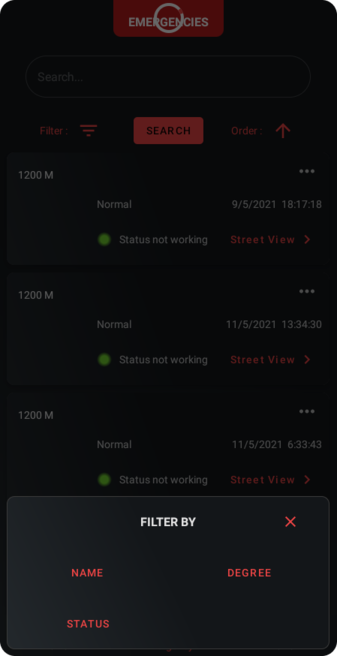 EMERGENCIES
Search...
Filter :
SEARCH
Order :
1200 M
Normal 9/5/2021 18:17:18
Status not working Street View
1200 M
Normal 11/5/2021 13:34:30
Status not working Street View
1200 M
Normal 11/5/2021 6:33:43
Status not working Street View
FILTER BY
NAME DEGREE
STATUS